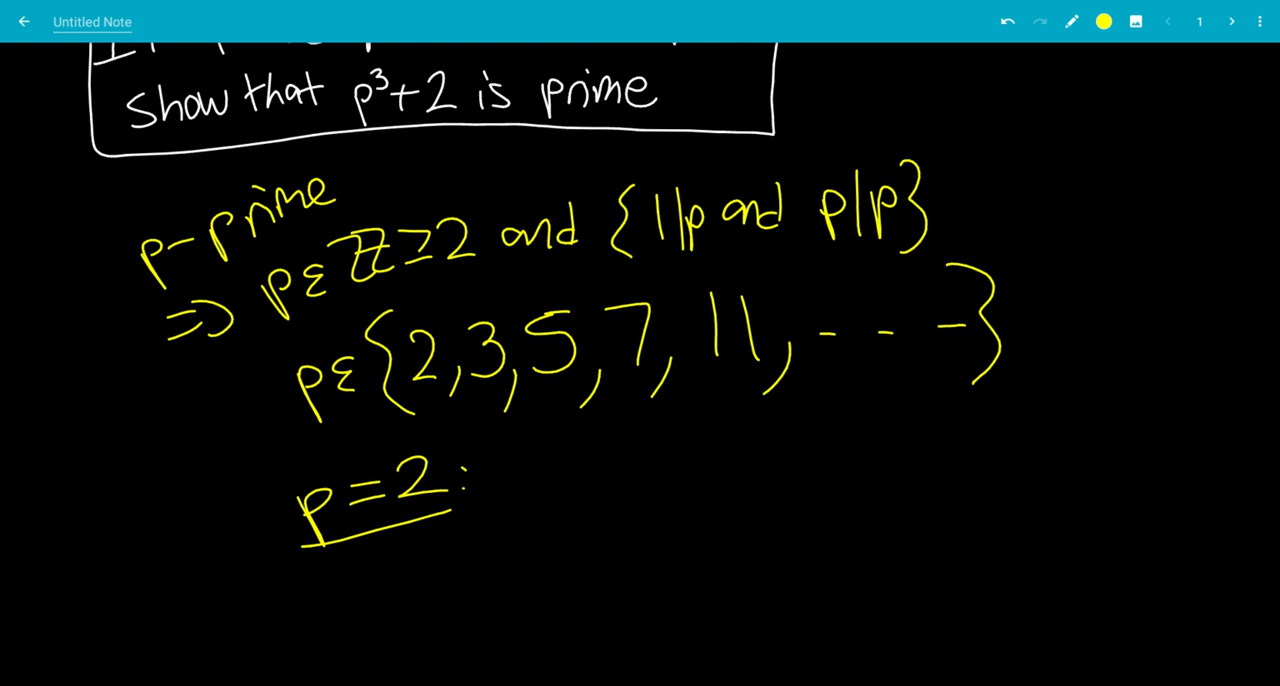 Untitled Note
1
show that p³+2 is prime
p-prime
⇒ p ε ℤ ≥ 2 and {1|p and p|p}
p ε {2, 3, 5, 7, 11, - - -}
p = 2 :